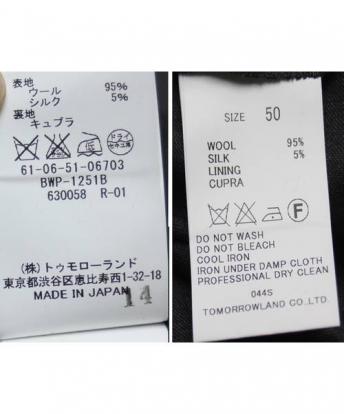 表地
ウール 95%
シルク 5%
裏地
キュプラ
低
ドライ
61-06-51-06703
BWP-1251B
630058 R-01
(株)トゥモローランド
東京都渋谷区恵比寿西1-32-18
MADE IN JAPAN
14
SIZE 50
WOOL 95%
SILK 5%
LINING
CUPRA
F
DO NOT WASH
DO NOT BLEACH
COOL IRON
IRON UNDER DAMP CLOTH
PROFESSIONAL DRY CLEAN
044S
TOMORROWLAND CO.,LTD.